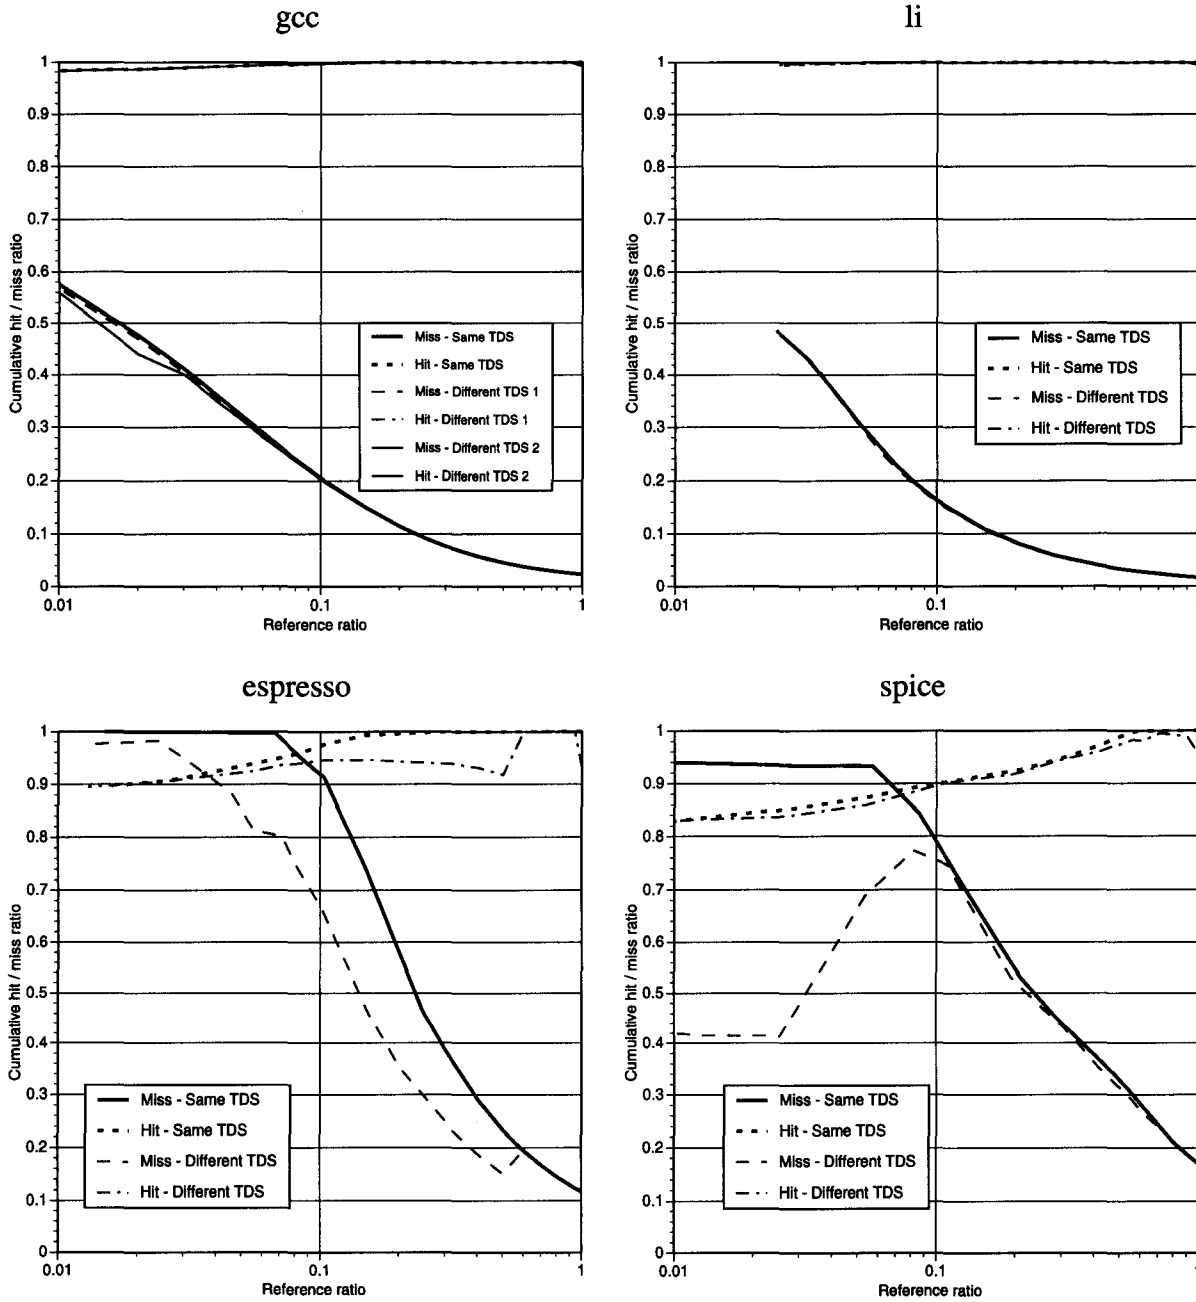 gcc
1
0.9
0.8
0.7
0.6
0.5
0.4
0.3
0.2
0.1
0
Cumulative hit / miss ratio
Miss - Same TDS
Hit - Same TDS
Miss - Different TDS 1
Hit - Different TDS 1
Miss - Different TDS 2
Hit - Different TDS 2
0.01
0.1
1
Reference ratio
li
1
0.9
0.8
0.7
0.6
0.5
0.4
0.3
0.2
0.1
0
Cumulative hit / miss ratio
Miss - Same TDS
Hit - Same TDS
Miss - Different TDS
Hit - Different TDS
0.01
0.1
1
Reference ratio
espresso
1
0.9
0.8
0.7
0.6
0.5
0.4
0.3
0.2
0.1
0
Cumulative hit / miss ratio
Miss - Same TDS
Hit - Same TDS
Miss - Different TDS
Hit - Different TDS
0.01
0.1
1
Reference ratio
spice
1
0.9
0.8
0.7
0.6
0.5
0.4
0.3
0.2
0.1
0
Cumulative hit / miss ratio
Miss - Same TDS
Hit - Same TDS
Miss - Different TDS
Hit - Different TDS
0.01
0.1
1
Reference ratio